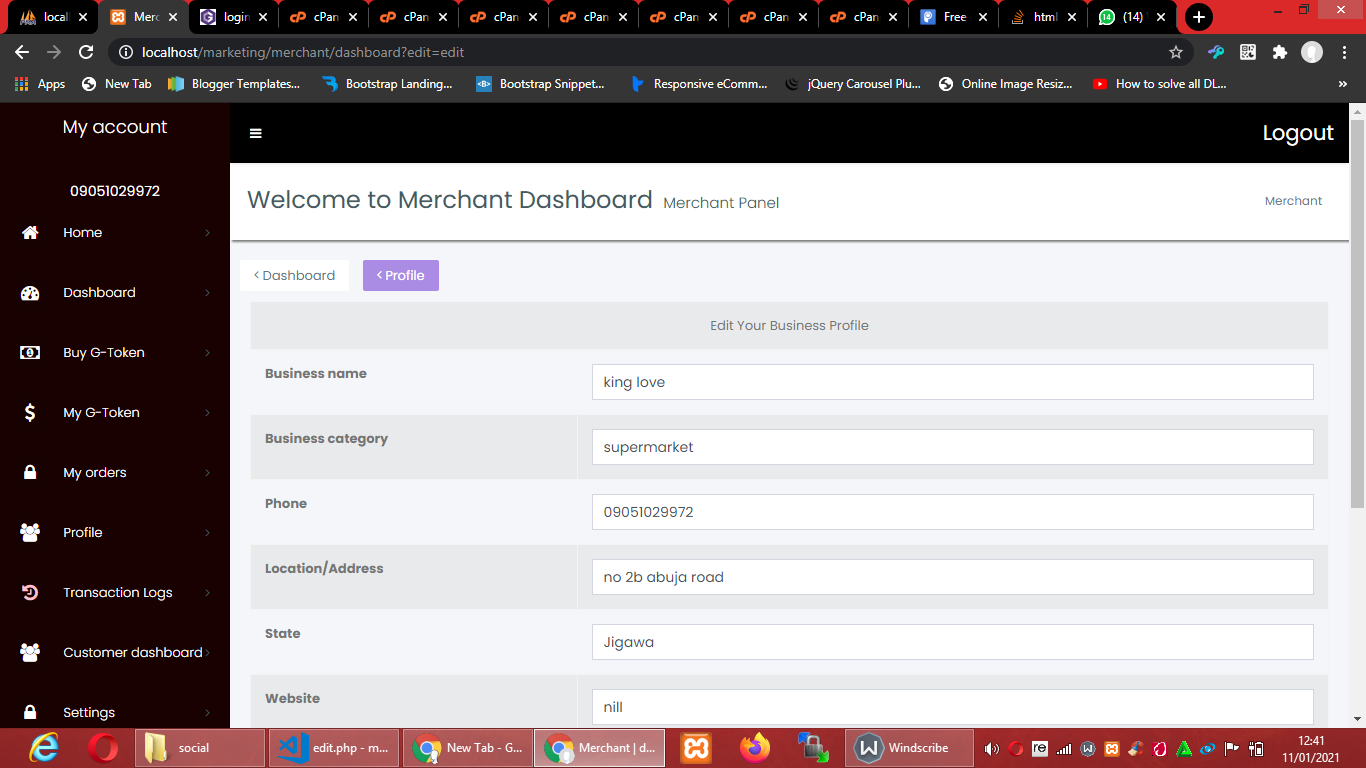 local
Merc
login
cPan
cPan
cPan
cPan
cPan
cPan
cPan
Free
html
(14)
localhost/marketing/merchant/dashboard?edit=edit
Apps
New Tab
Blogger Templates...
Bootstrap Landing...
Bootstrap Snippet...
Responsive eComm...
jQuery Carousel Plu...
Online Image Resiz...
How to solve all DL...
My account
Logout
09051029972
Home
Dashboard
Buy G-Token
My G-Token
My orders
Profile
Transaction Logs
Customer dashboard
Settings
Welcome to Merchant Dashboard Merchant Panel
Merchant
Dashboard
Profile
Edit Your Business Profile
Business name
king love
Business category
supermarket
Phone
09051029972
Location/Address
no 2b abuja road
State
Jigawa
Website
nill
social
edit.php - m...
New Tab - G...
Merchant | d...
Windscribe
12:41
11/01/2021